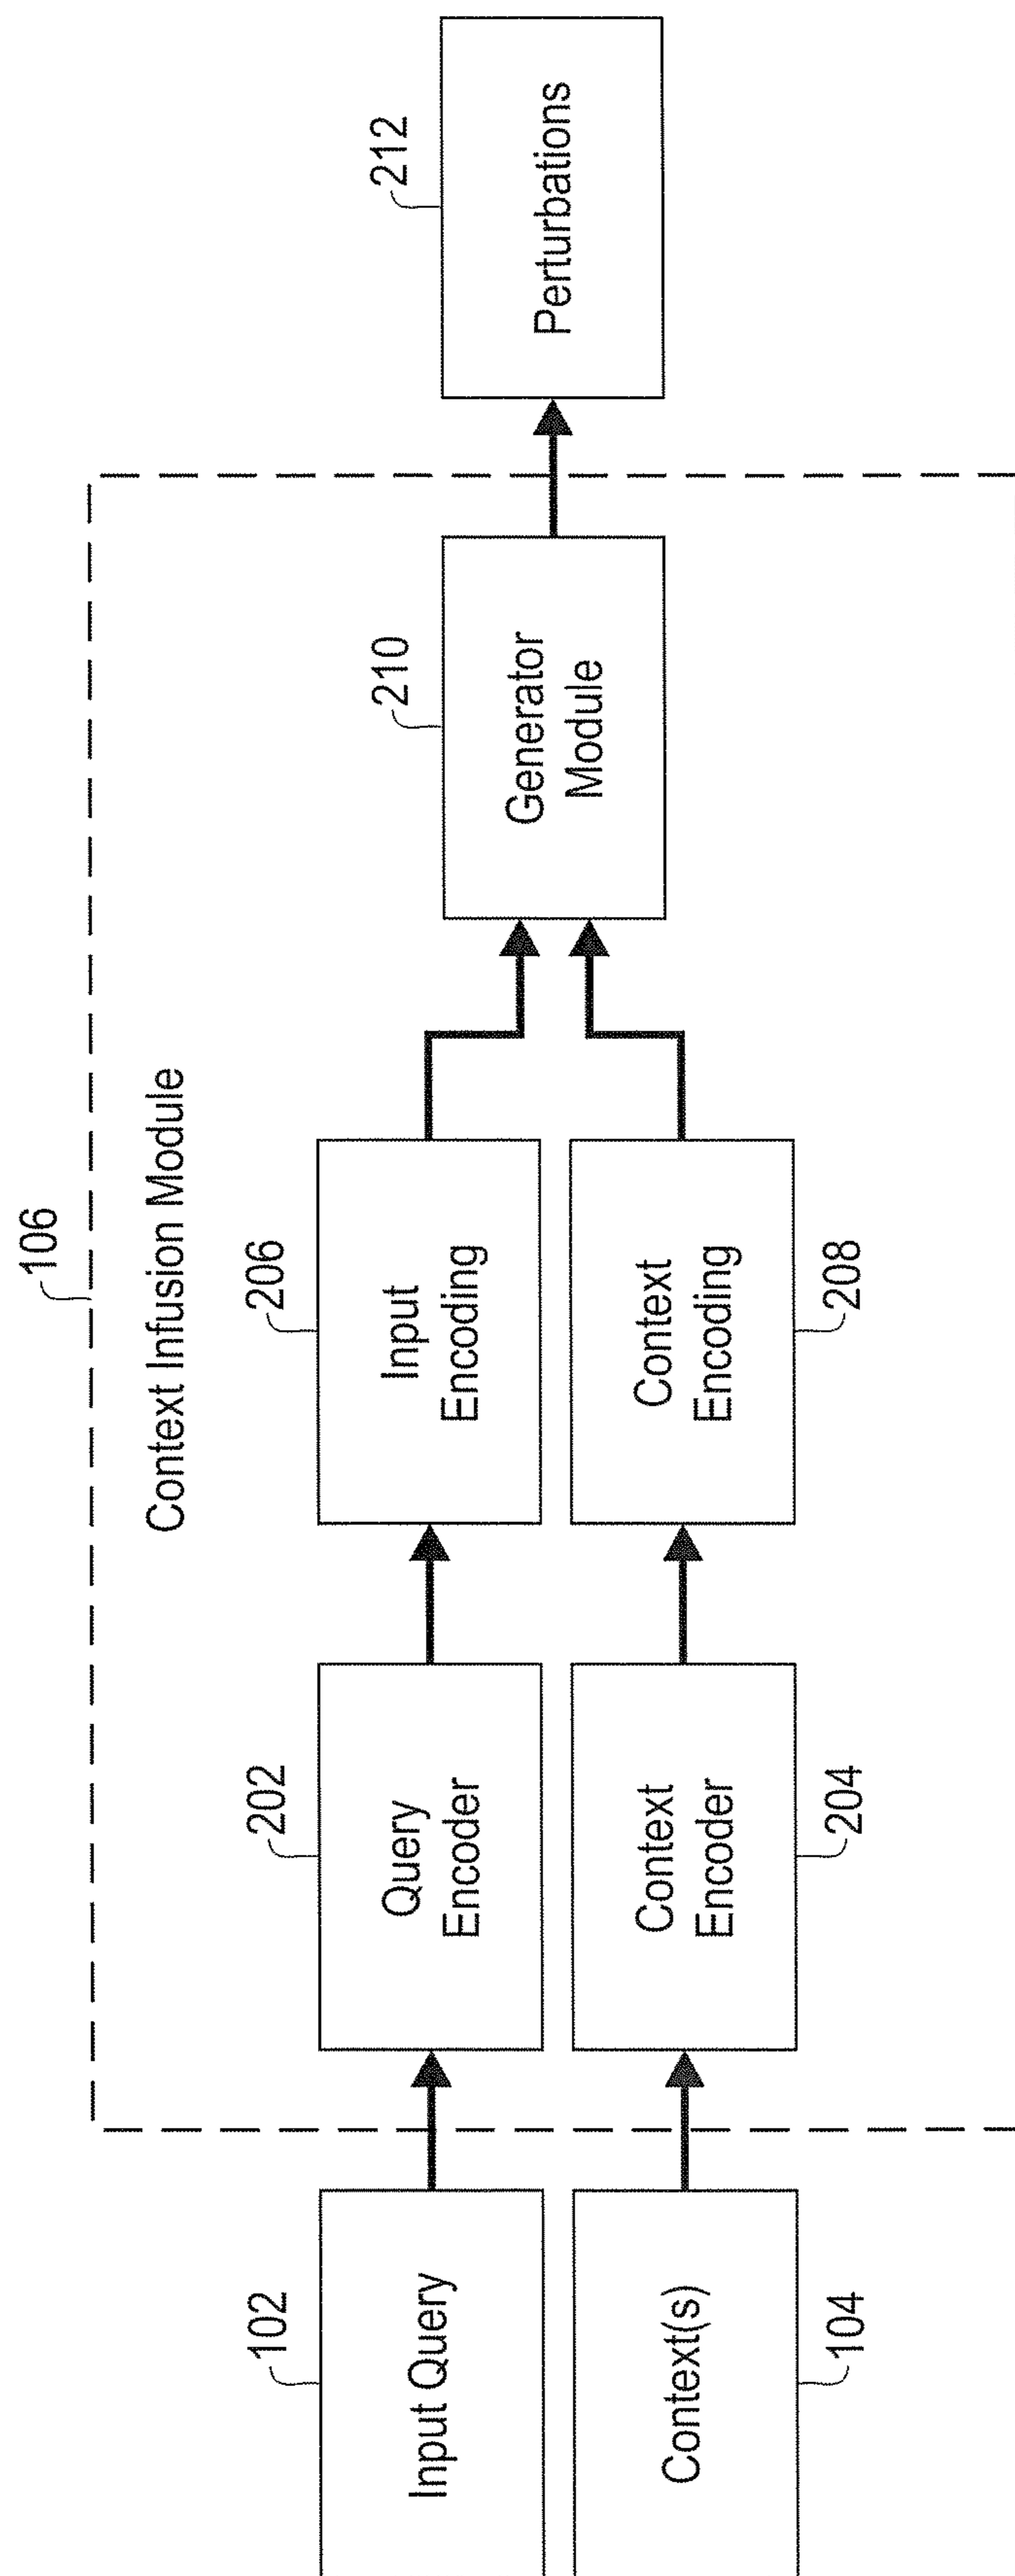 106
Context Infusion Module
102
Input Query
202
Query
Encoder
206
Input
Encoding
210
Generator
Module
212
Perturbations
Context(s)
104
Context
Encoder
204
Context
Encoding
208